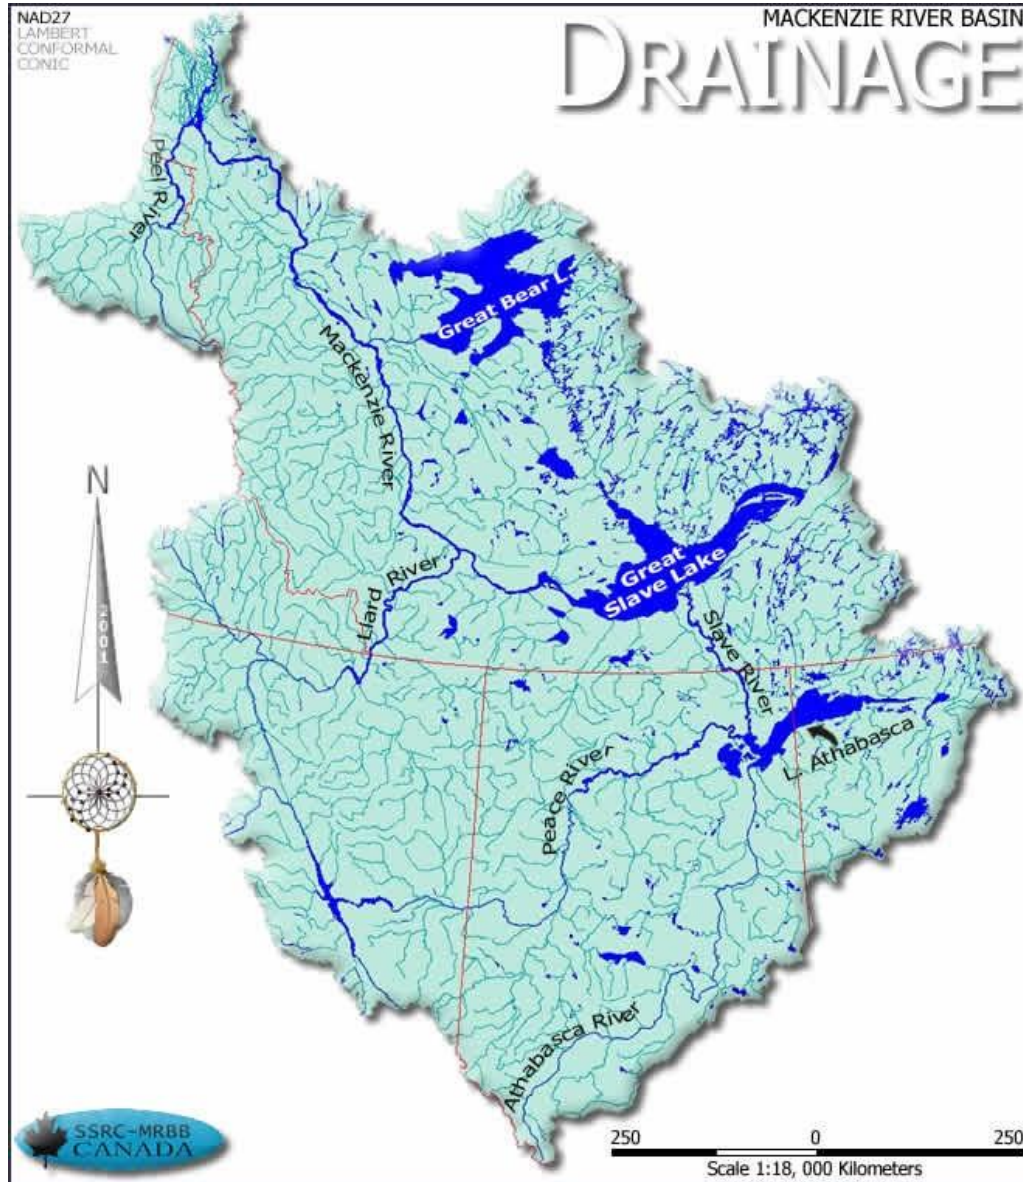 NAD27
LAMBERT
CONFORMAL
CONIC
MACKENZIE RIVER BASIN
DRAINAGE
Peel River
Great Bear L.
Mackenzie River
N
2001
Great
Slave Lake
Liard River
Slave River
L. Athabasca
Peace River
Athabasca River
SSRC~MRBB
CANADA
250 0 250
Scale 1:18, 000 Kilometers